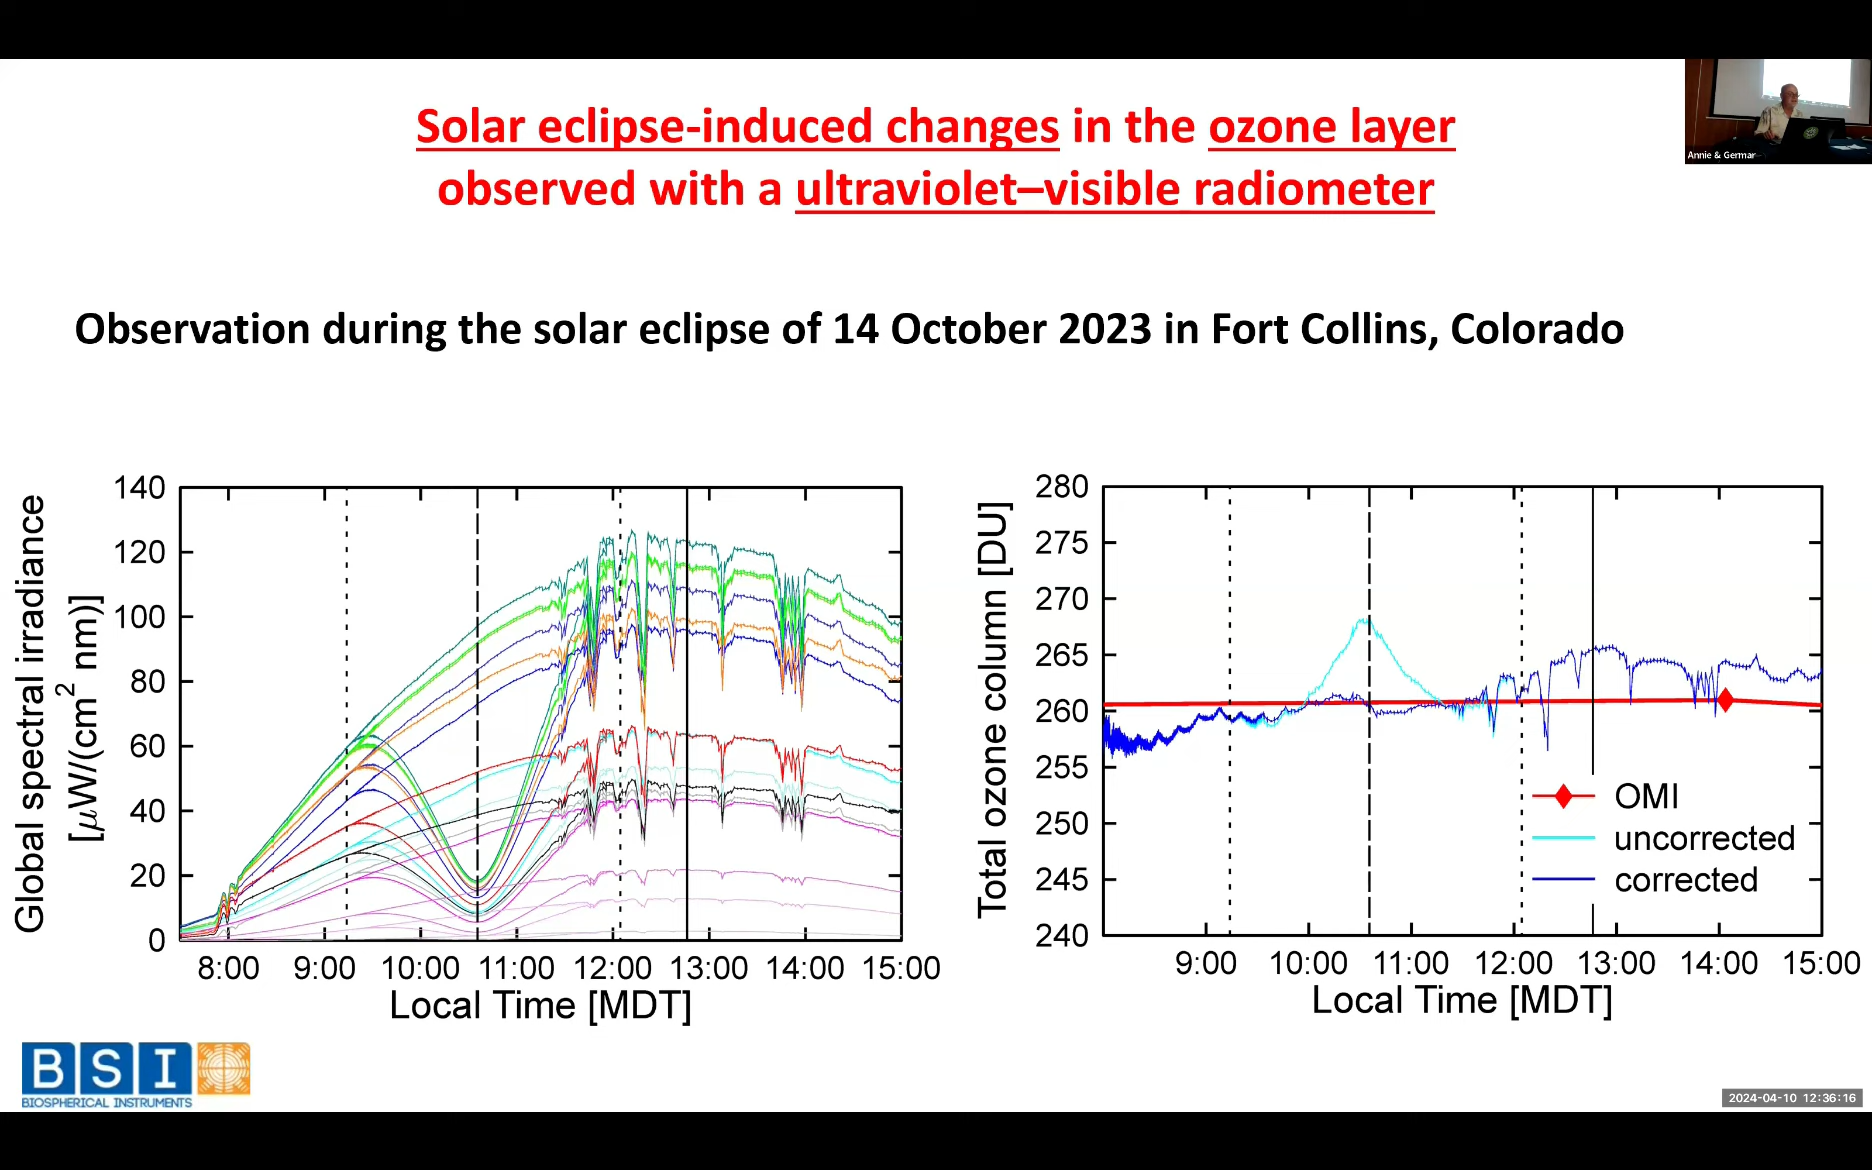 Solar eclipse-induced changes in the ozone layer
observed with a ultraviolet–visible radiometer
Annie & Germar
Observation during the solar eclipse of 14 October 2023 in Fort Collins, Colorado
Global spectral irradiance
[µW/(cm² nm)]
140
120
100
80
60
40
20
0
8:00 9:00 10:00 11:00 12:00 13:00 14:00 15:00
Local Time [MDT]
Total ozone column [DU]
280
275
270
265
260
255
250
245
240
OMI
uncorrected
corrected
9:00 10:00 11:00 12:00 13:00 14:00 15:00
Local Time [MDT]
BSI
BIOSPHERICAL INSTRUMENTS
2024-04-10 12:36:16